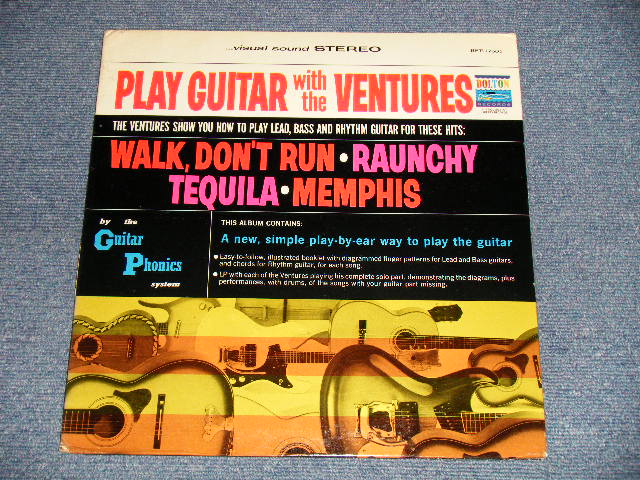 ...visual sound STEREO
PLAY GUITAR with the VENTURES
DOLTON
RECORDS
THE VENTURES SHOW YOU HOW TO PLAY LEAD, BASS AND RHYTHM GUITAR FOR THESE HITS:
WALK, DON'T RUN • RAUNCHY
TEQUILA • MEMPHIS
by the
Guitar
Phonics
system
THIS ALBUM CONTAINS:
A new, simple play-by-ear way to play the guitar
• Easy-to-follow, illustrated booklet with diagrammed finger patterns for Lead and Bass guitars,
and chords for Rhythm guitar, for each song.
• LP with each of the Ventures playing his complete solo part, demonstrating the diagrams, plus
performances, with drums, of the songs with your guitar part missing.